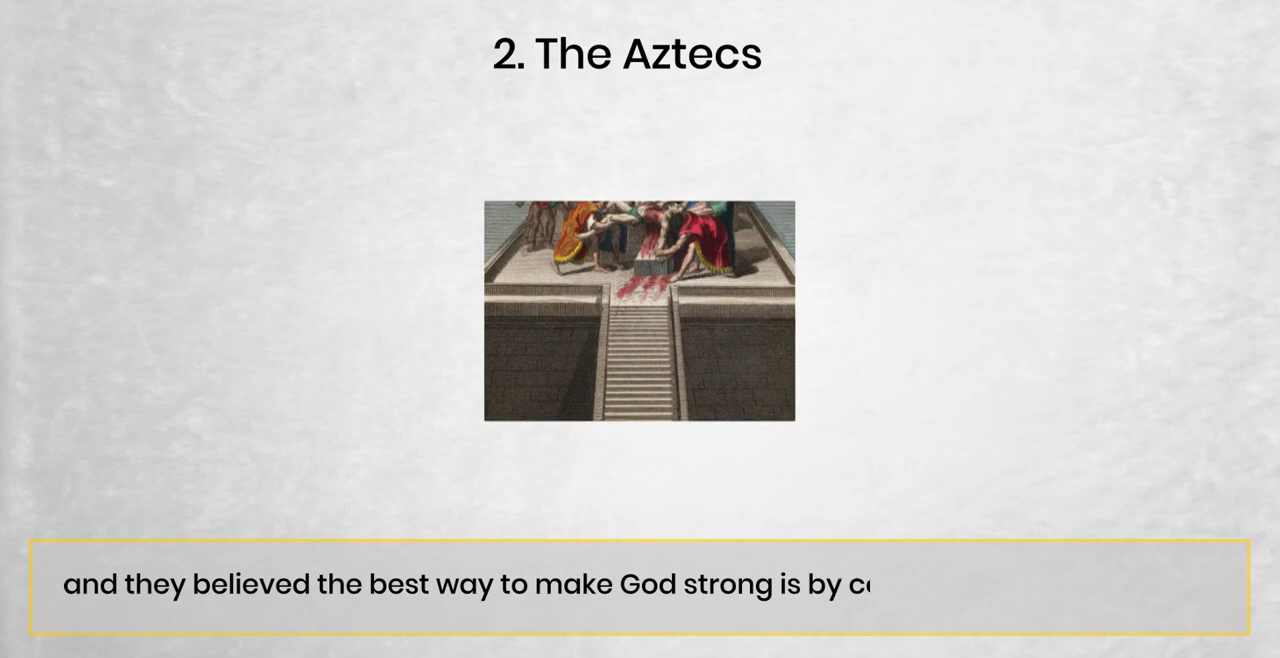 2. The Aztecs
and they believed the best way to make God strong is by